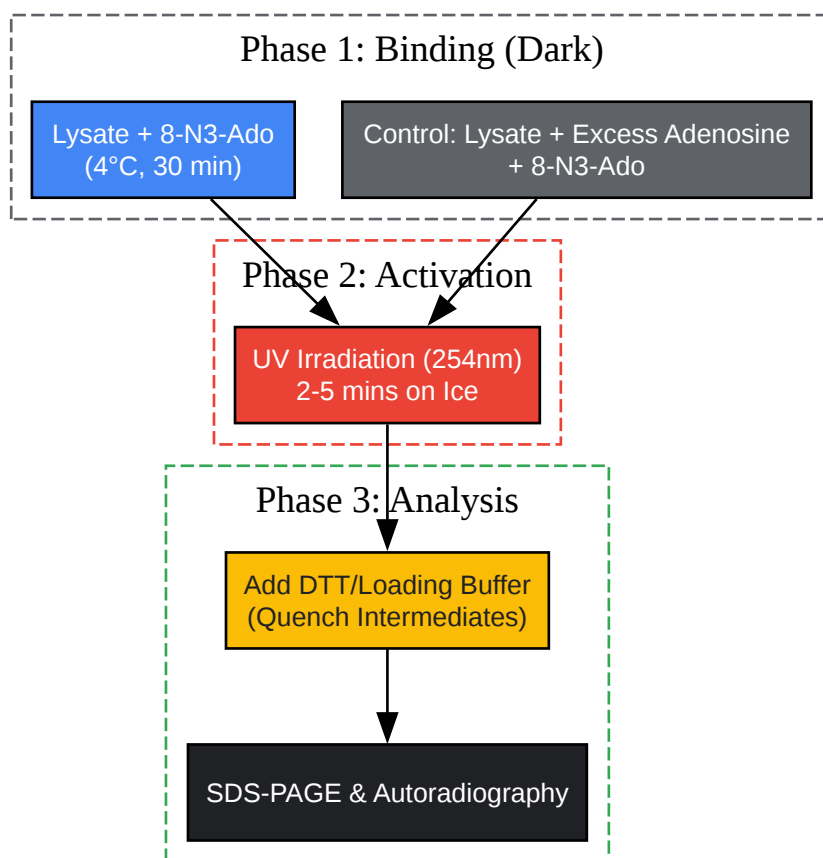 Phase 1: Binding (Dark)
Lysate + 8-N3-Ado
(4°C, 30 min)
Control: Lysate + Excess Adenosine
+ 8-N3-Ado
Phase 2: Activation
UV Irradiation (254nm)
2-5 mins on Ice
Phase 3: Analysis
Add DTT/Loading Buffer
(Quench Intermediates)
SDS-PAGE & Autoradiography